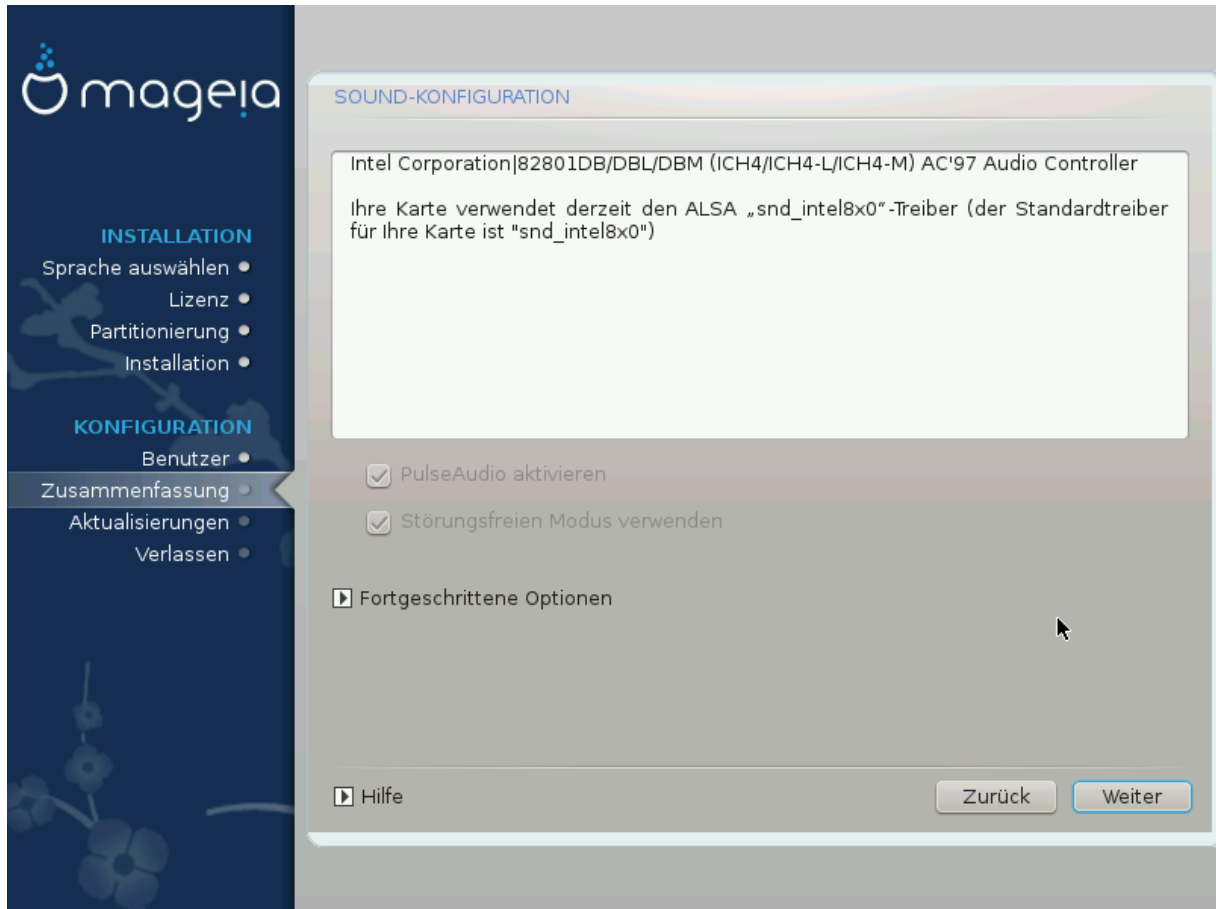 mageia
INSTALLATION
Sprache auswählen
Lizenz
Partitionierung
Installation
KONFIGURATION
Benutzer
Zusammenfassung
Aktualisierungen
Verlassen
SOUND-KONFIGURATION
Intel Corporation|82801DB/DBL/DBM (ICH4/ICH4-L/ICH4-M) AC'97 Audio Controller
Ihre Karte verwendet derzeit den ALSA „snd_intel8x0“-Treiber (der Standardtreiber
für Ihre Karte ist "snd_intel8x0")
PulseAudio aktivieren
Störungsfreien Modus verwenden
Fortgeschrittene Optionen
Hilfe
Zurück
Weiter